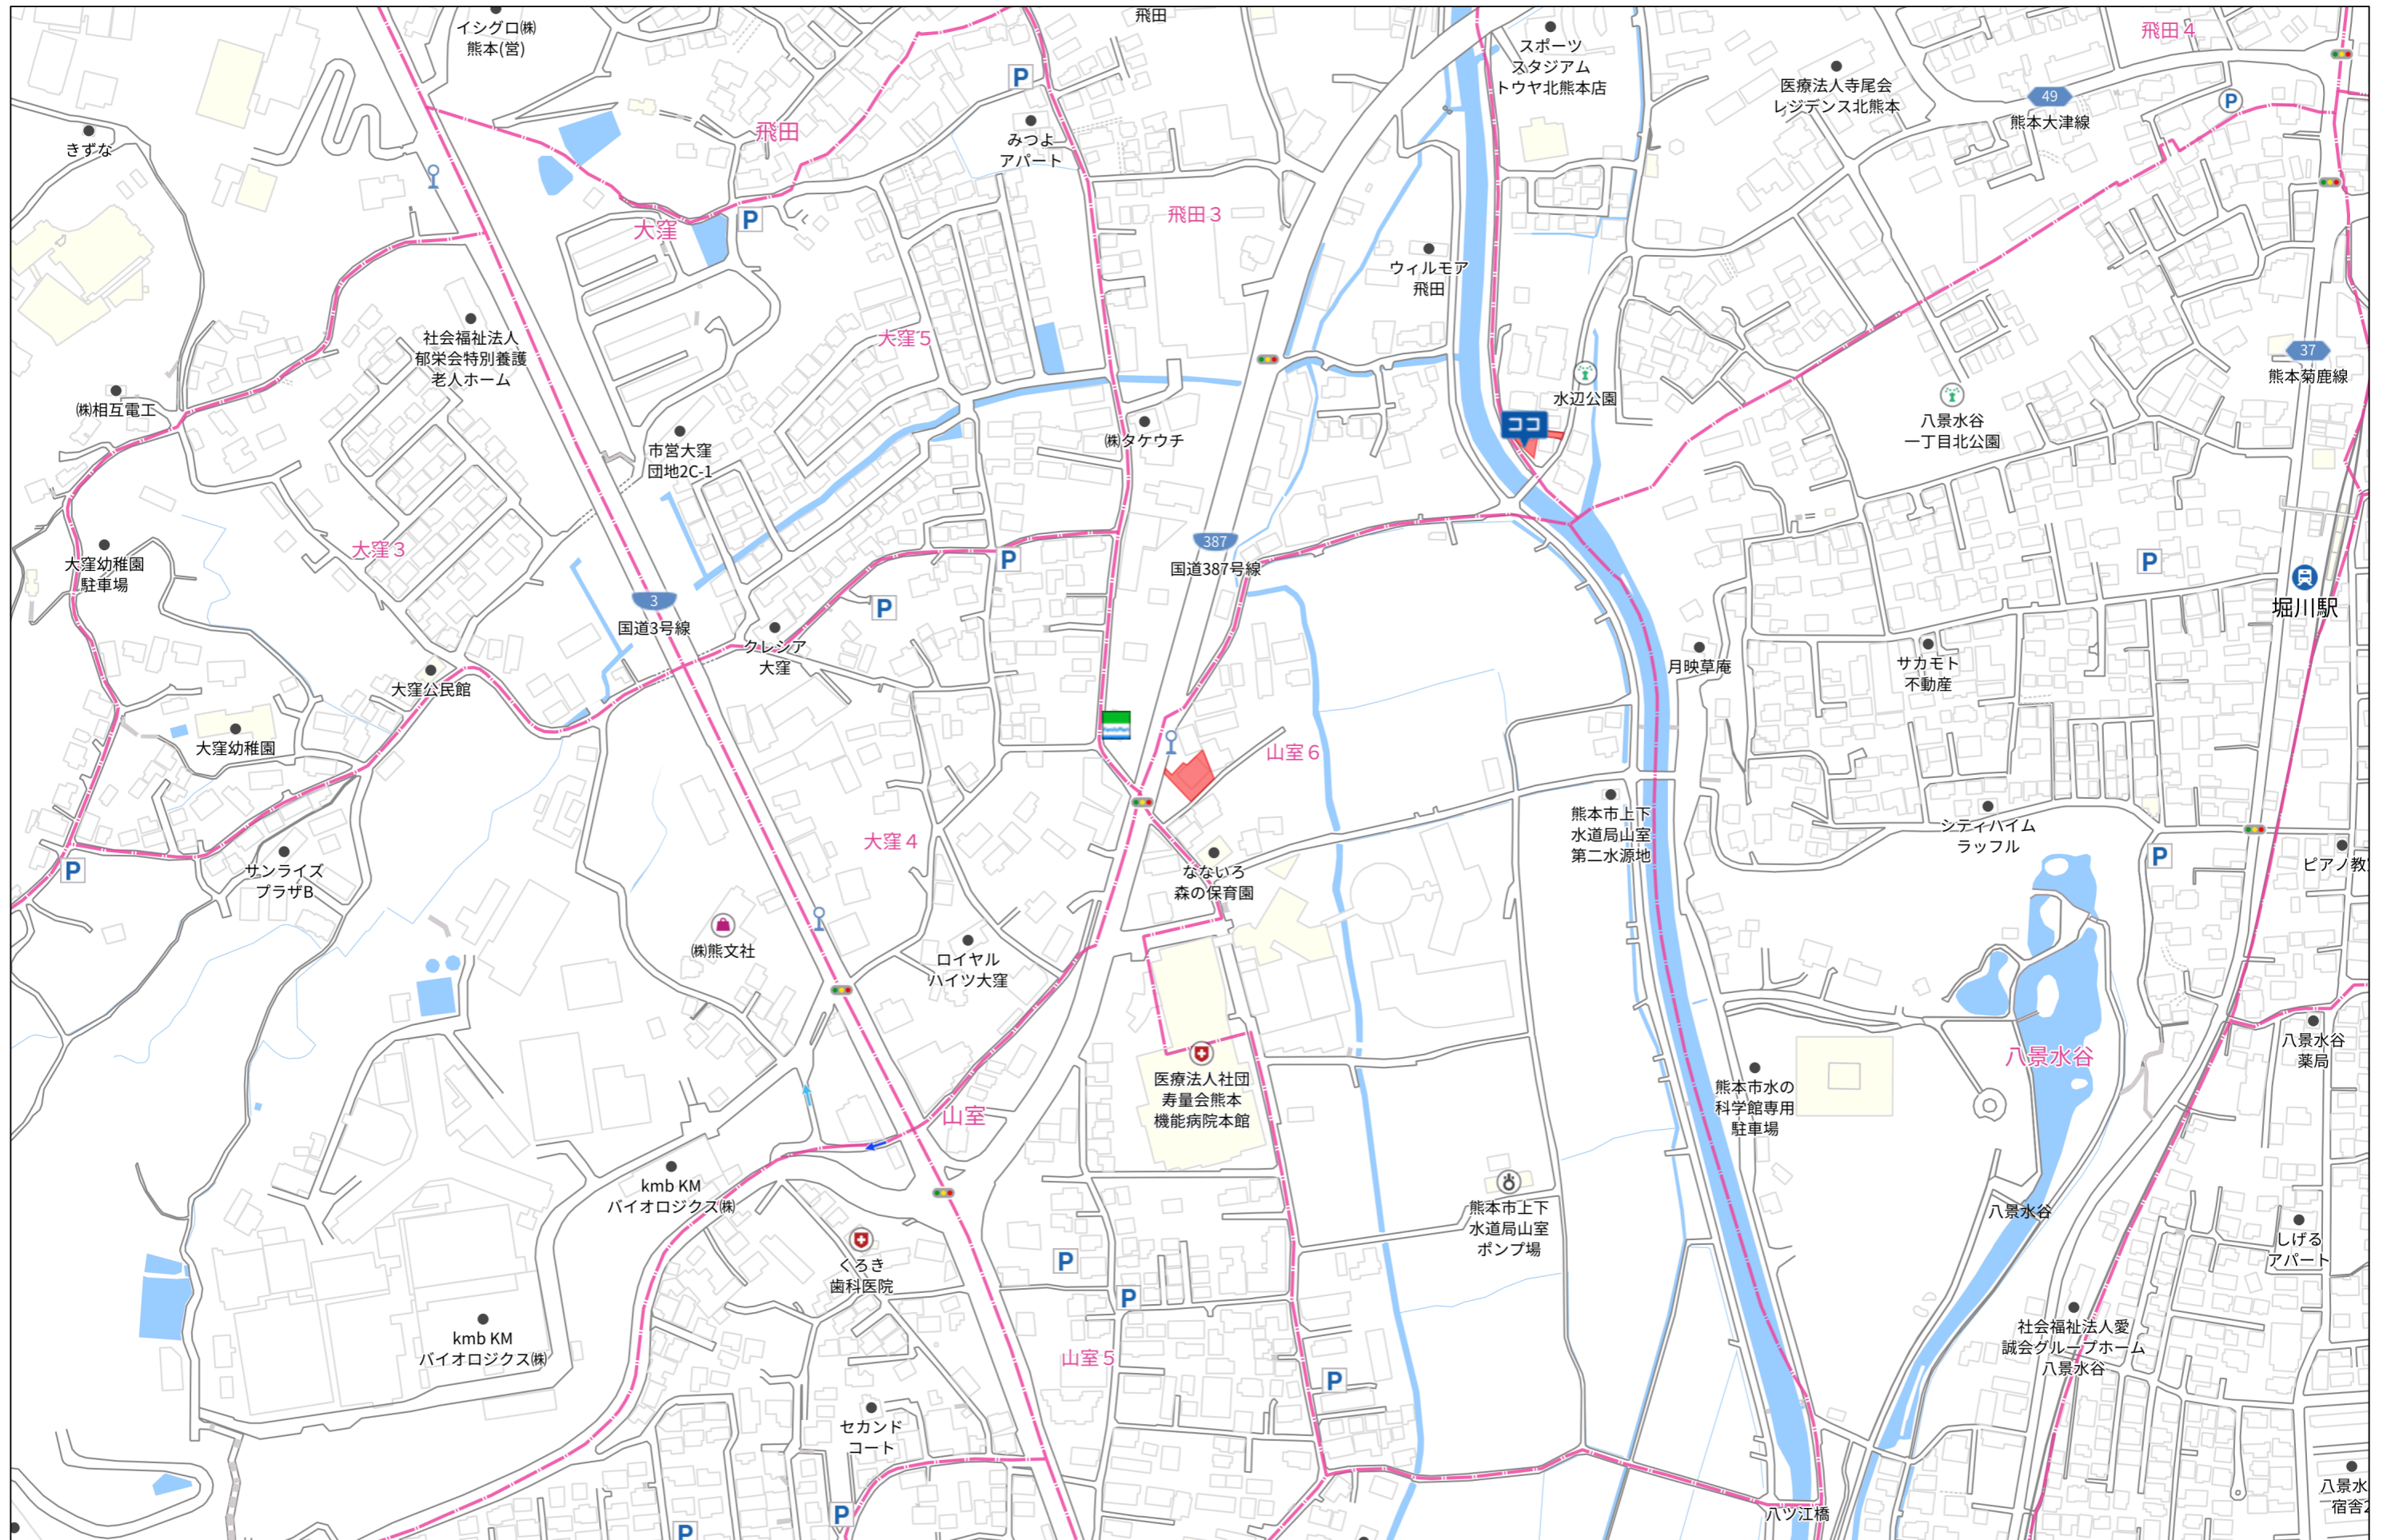 イシグロ㈱
熊本(営)
飛田
スポーツ
スタジアム
トウヤ北熊本店
飛田４
医療法人寺尾会
レジデンス北熊本
49
熊本大津線
P
P
きずな
飛田
みつよ
アパート
大窪
P
飛田３
ウィルモア
飛田
社会福祉法人
郁栄会特別養護
老人ホーム
大窪５
37
熊本菊鹿線
㈱相互電工
水辺公園
ココ
八景水谷
一丁目北公園
市営大窪
団地2C-1
㈱タケウチ
大窪３
大窪幼稚園
駐車場
387
国道387号線
P
P
P
堀川駅
3
国道3号線
クレシア
大窪
月映草庵
サカモト
不動産
大窪公民館
大窪幼稚園
FamilyMart
山室６
大窪４
熊本市上下
水道局山室
第二水源地
シティハイム
ラッフル
P
P
サンライズ
プラザB
なないろ
森の保育園
ピアノ教
㈱熊文社
ロイヤル
ハイツ大窪
医療法人社団
寿量会熊本
機能病院本館
熊本市水の
科学館専用
駐車場
八景水谷
八景水谷
薬局
山室
kmb KM
バイオロジクス㈱
熊本市上下
水道局山室
ポンプ場
八景水谷
しげる
アパート
くろき
歯科医院
P
P
kmb KM
バイオロジクス㈱
山室５
社会福祉法人愛
誠会グループホーム
八景水谷
P
セカンド
コート
八ツ江橋
八景水
宿舎2
P
P